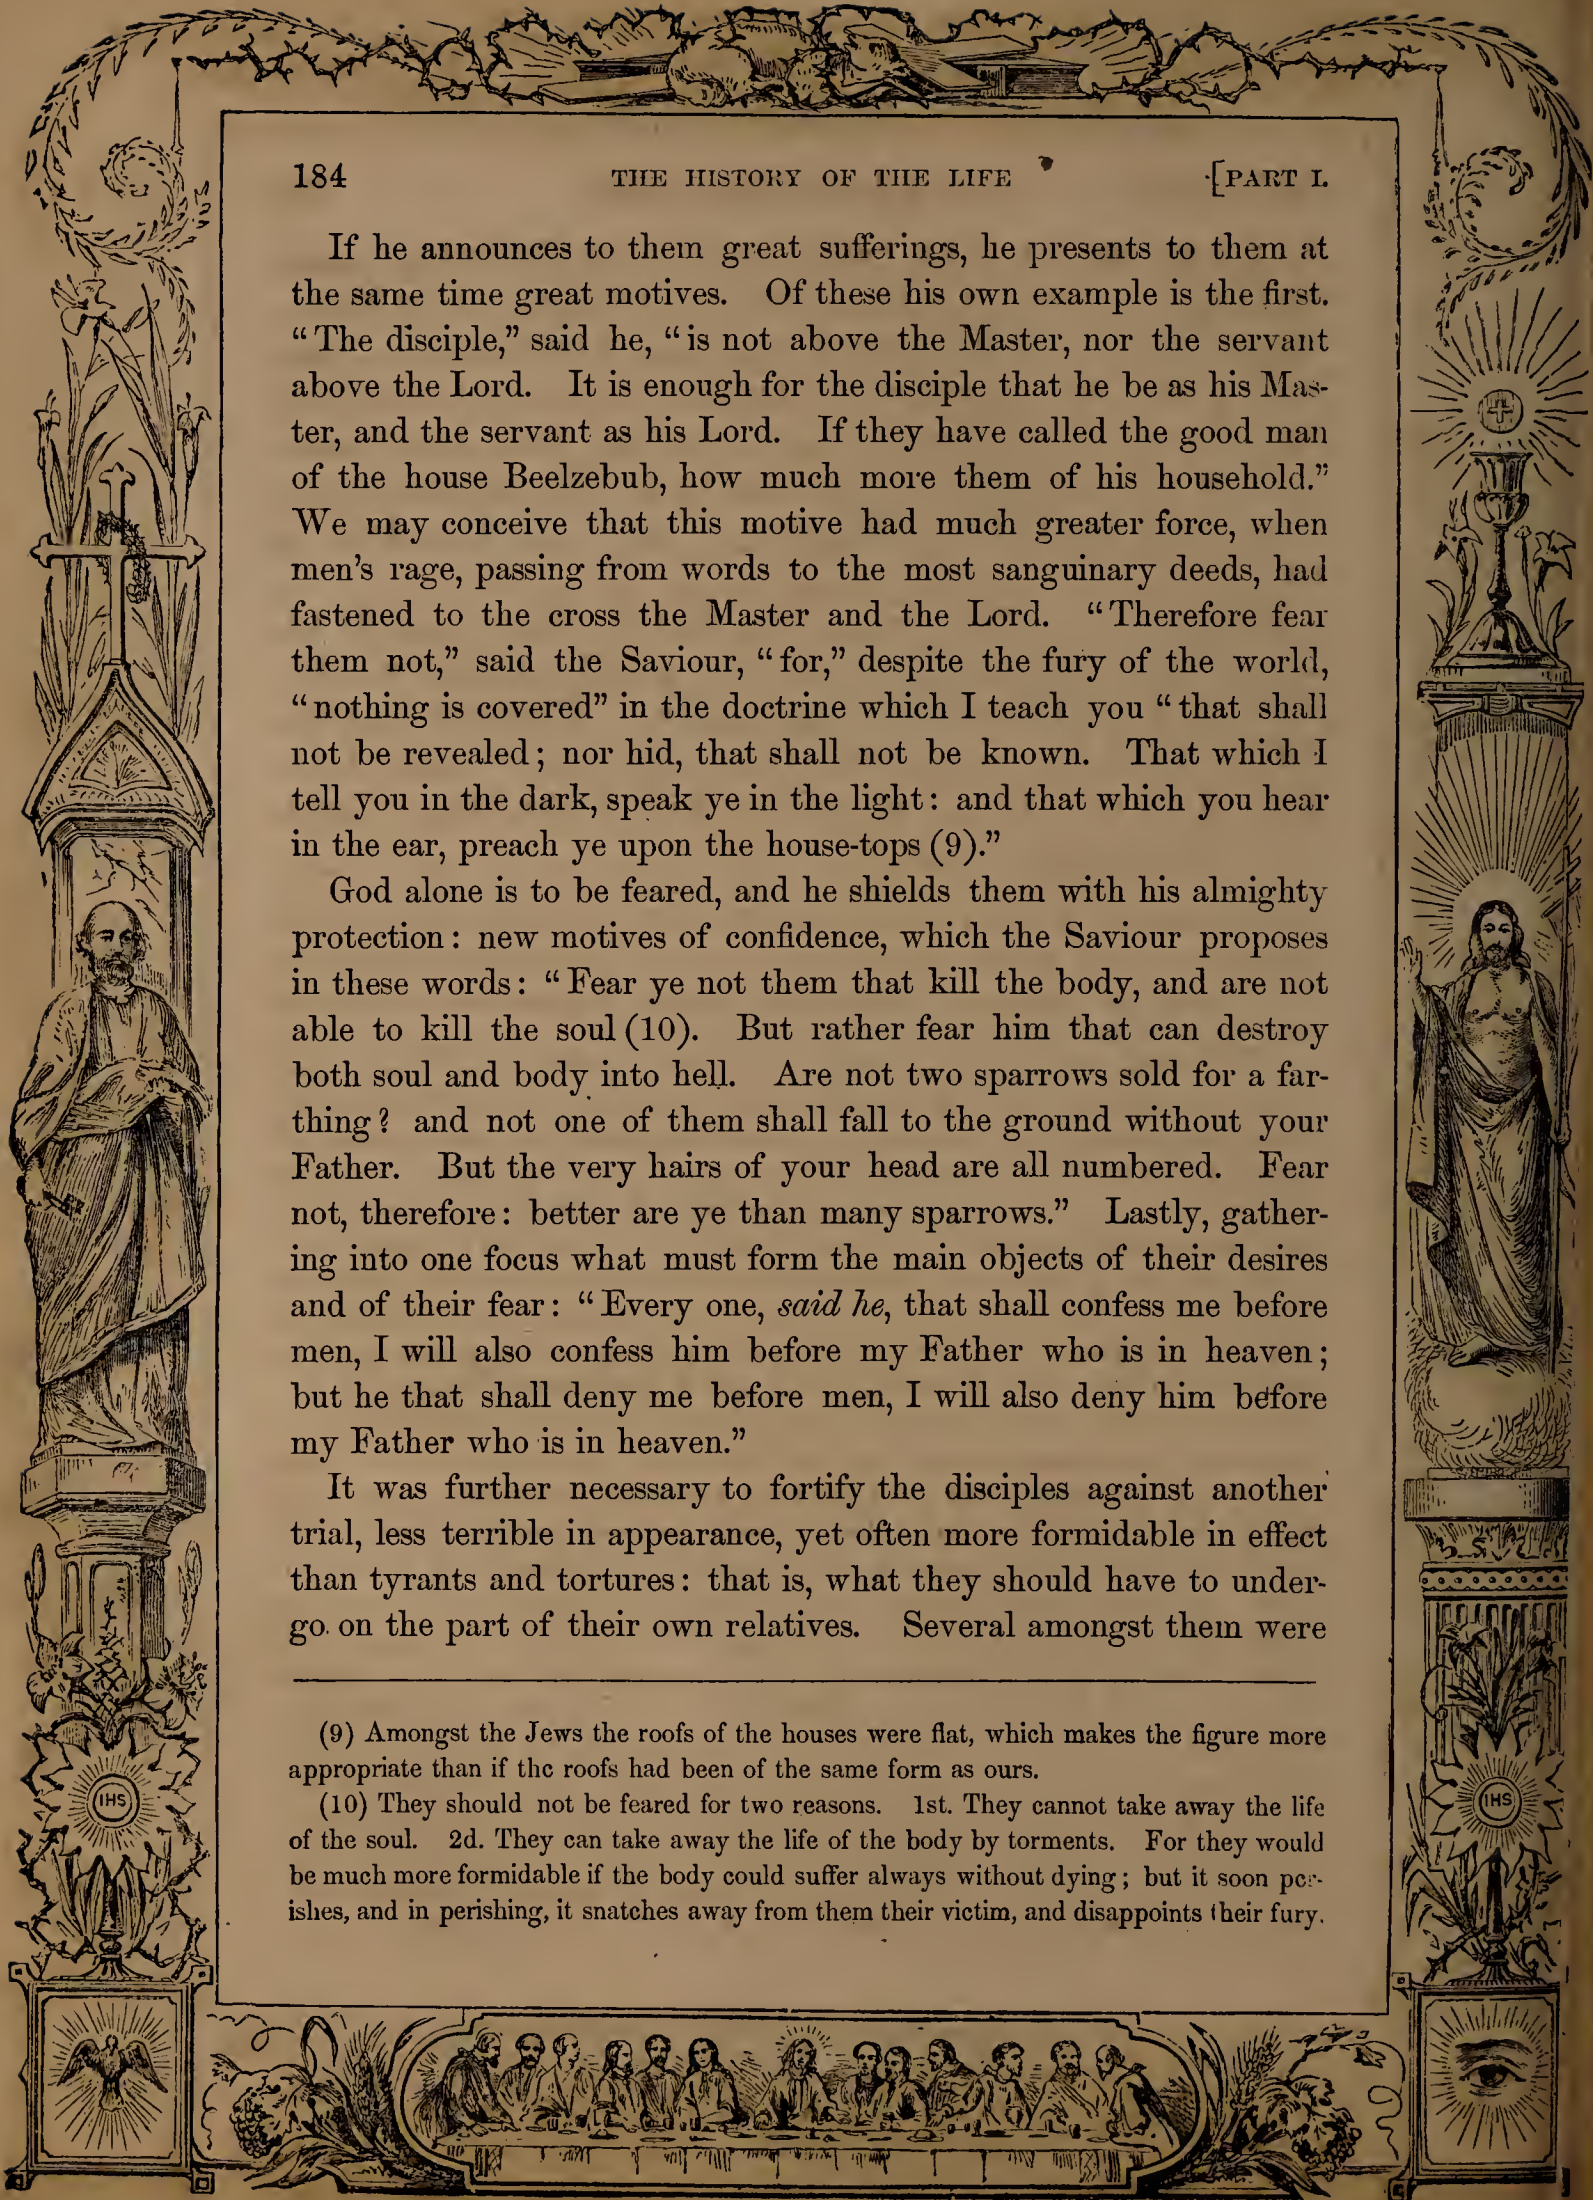 184 THE HISTORY OF THE LIFE [PART I.
If he announces to them great sufferings, he presents to them at
the same time great motives. Of these his own example is the first.
“The disciple,” said he, “is not above the Master, nor the servant
above the Lord. It is enough for the disciple that he be as his Mas-
ter, and the servant as his Lord. If they have called the good man
of the house Beelzebub, how much more them of his household.”
We may conceive that this motive had much greater force, when
men’s rage, passing from words to the most sanguinary deeds, had
fastened to the cross the Master and the Lord. “Therefore fear
them not,” said the Saviour, “for,” despite the fury of the world,
“nothing is covered” in the doctrine which I teach you “that shall
not be revealed; nor hid, that shall not be known. That which I
tell you in the dark, speak ye in the light: and that which you hear
in the ear, preach ye upon the house-tops (9).”
God alone is to be feared, and he shields them with his almighty
protection: new motives of confidence, which the Saviour proposes
in these words: “Fear ye not them that kill the body, and are not
able to kill the soul (10). But rather fear him that can destroy
both soul and body into hell. Are not two sparrows sold for a far-
thing? and not one of them shall fall to the ground without your
Father. But the very hairs of your head are all numbered. Fear
not, therefore: better are ye than many sparrows.” Lastly, gather-
ing into one focus what must form the main objects of their desires
and of their fear: “Every one, said he, that shall confess me before
men, I will also confess him before my Father who is in heaven;
but he that shall deny me before men, I will also deny him before
my Father who is in heaven.”
It was further necessary to fortify the disciples against another
trial, less terrible in appearance, yet often more formidable in effect
than tyrants and tortures: that is, what they should have to under-
go on the part of their own relatives. Several amongst them were
(9) Amongst the Jews the roofs of the houses were flat, which makes the figure more
appropriate than if the roofs had been of the same form as ours.
(10) They should not be feared for two reasons. 1st. They cannot take away the life
of the soul. 2d. They can take away the life of the body by torments. For they would
be much more formidable if the body could suffer always without dying; but it soon per-
ishes, and in perishing, it snatches away from them their victim, and disappoints their fury.
IHS
IHS